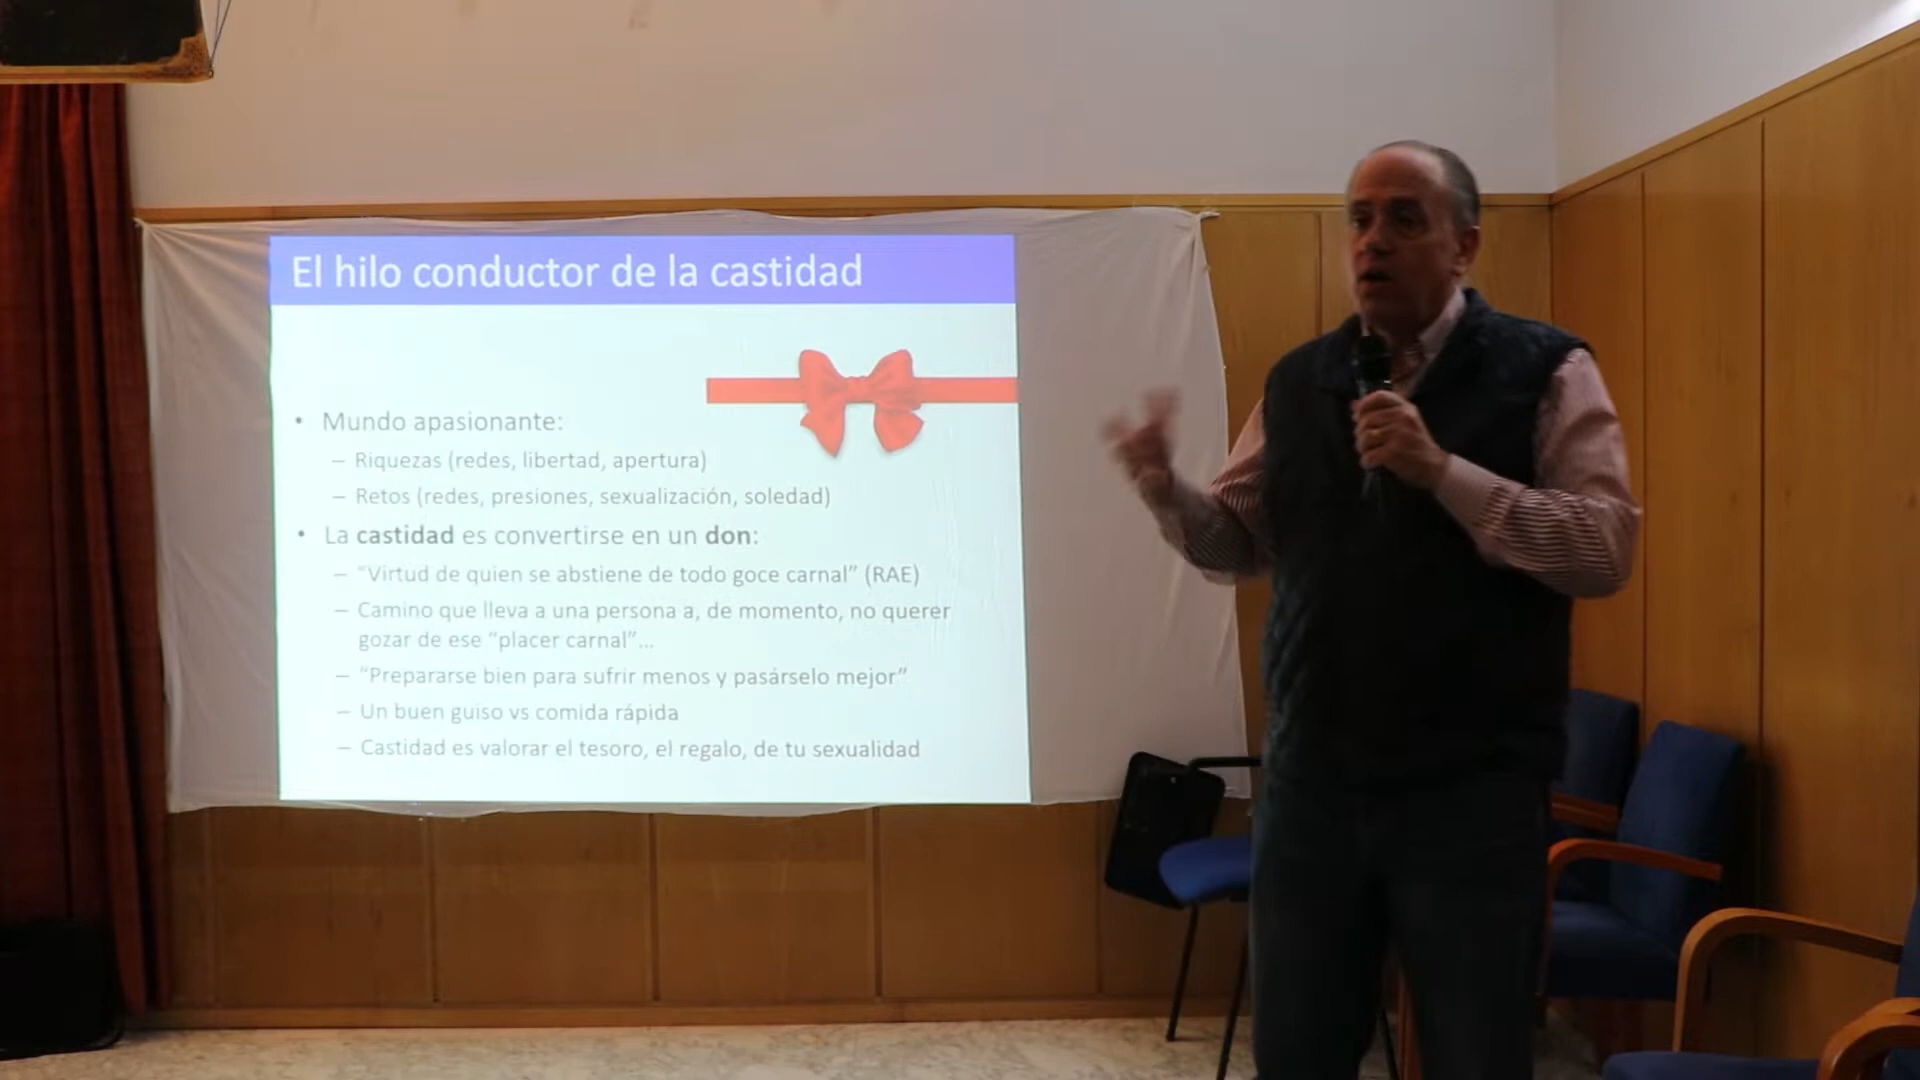 El hilo conductor de la castidad
• Mundo apasionante:
– Riquezas (redes, libertad, apertura)
– Retos (redes, presiones, sexualización, soledad)
• La castidad es convertirse en un don:
– “Virtud de quien se abstiene de todo goce carnal” (RAE)
– Camino que lleva a una persona a, de momento, no querer
gozar de ese “placer carnal”...
– “Prepararse bien para sufrir menos y pasárselo mejor”
– Un buen guiso vs comida rápida
– Castidad es valorar el tesoro, el regalo, de tu sexualidad